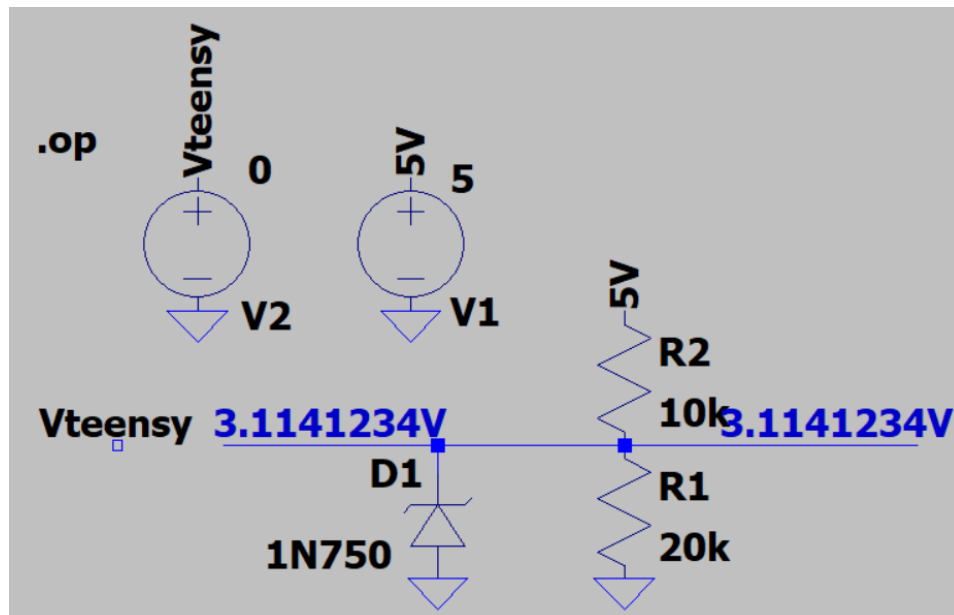 .op
Vteensy
0
V2
5V
5
V1
5V
R2
10k
Vteensy
3.1141234V
3.1141234V
D1
1N750
R1
20k